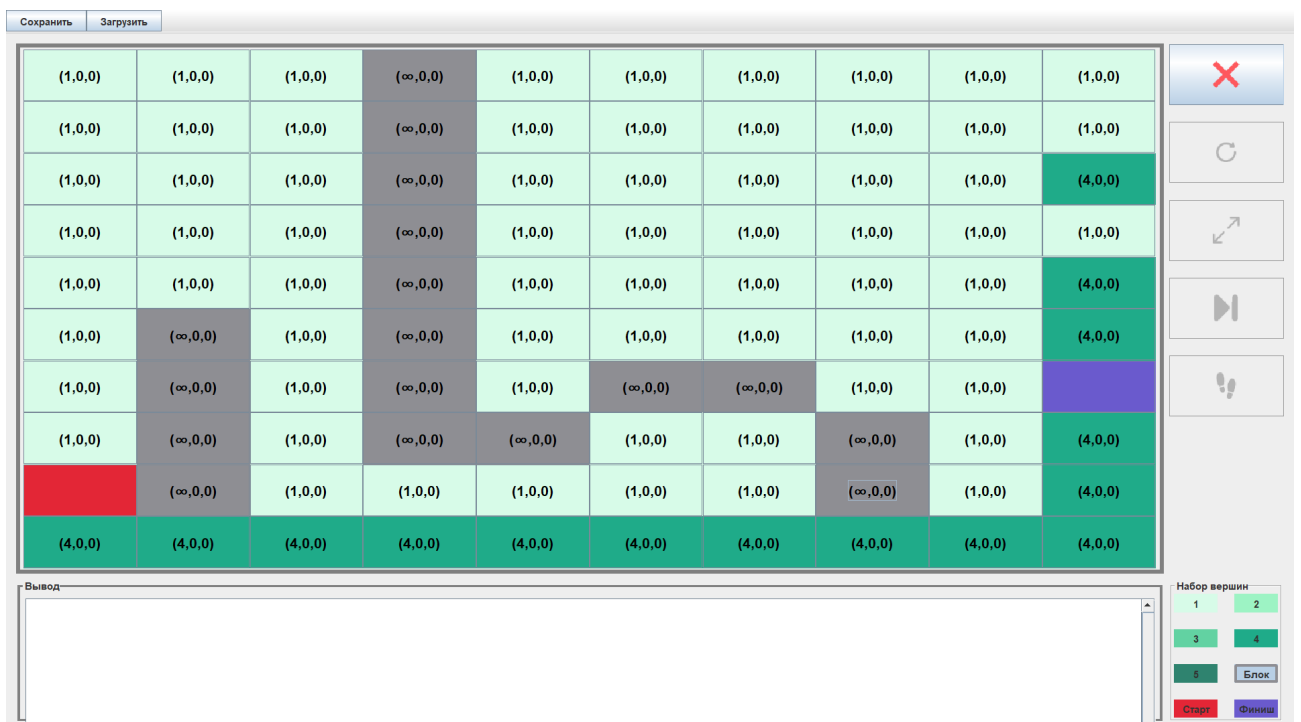 Сохранить Загрузить
(1,0,0) (1,0,0) (1,0,0) (∞,0,0) (1,0,0) (1,0,0) (1,0,0) (1,0,0) (1,0,0) (1,0,0)
(1,0,0) (1,0,0) (1,0,0) (∞,0,0) (1,0,0) (1,0,0) (1,0,0) (1,0,0) (1,0,0) (1,0,0)
(1,0,0) (1,0,0) (1,0,0) (∞,0,0) (1,0,0) (1,0,0) (1,0,0) (1,0,0) (1,0,0) (4,0,0)
(1,0,0) (1,0,0) (1,0,0) (∞,0,0) (1,0,0) (1,0,0) (1,0,0) (1,0,0) (1,0,0) (1,0,0)
(1,0,0) (1,0,0) (1,0,0) (∞,0,0) (1,0,0) (1,0,0) (1,0,0) (1,0,0) (1,0,0) (4,0,0)
(1,0,0) (∞,0,0) (1,0,0) (∞,0,0) (1,0,0) (1,0,0) (1,0,0) (1,0,0) (1,0,0) (4,0,0)
(1,0,0) (∞,0,0) (1,0,0) (∞,0,0) (1,0,0) (∞,0,0) (∞,0,0) (1,0,0) (1,0,0)
(1,0,0) (∞,0,0) (1,0,0) (∞,0,0) (∞,0,0) (1,0,0) (1,0,0) (∞,0,0) (1,0,0) (4,0,0)
(∞,0,0) (1,0,0) (1,0,0) (1,0,0) (1,0,0) (1,0,0) (∞,0,0) (1,0,0) (4,0,0)
(4,0,0) (4,0,0) (4,0,0) (4,0,0) (4,0,0) (4,0,0) (4,0,0) (4,0,0) (4,0,0) (4,0,0)
Вывод
Набор вершин
1 2
3 4
5 Блок
Старт Финиш